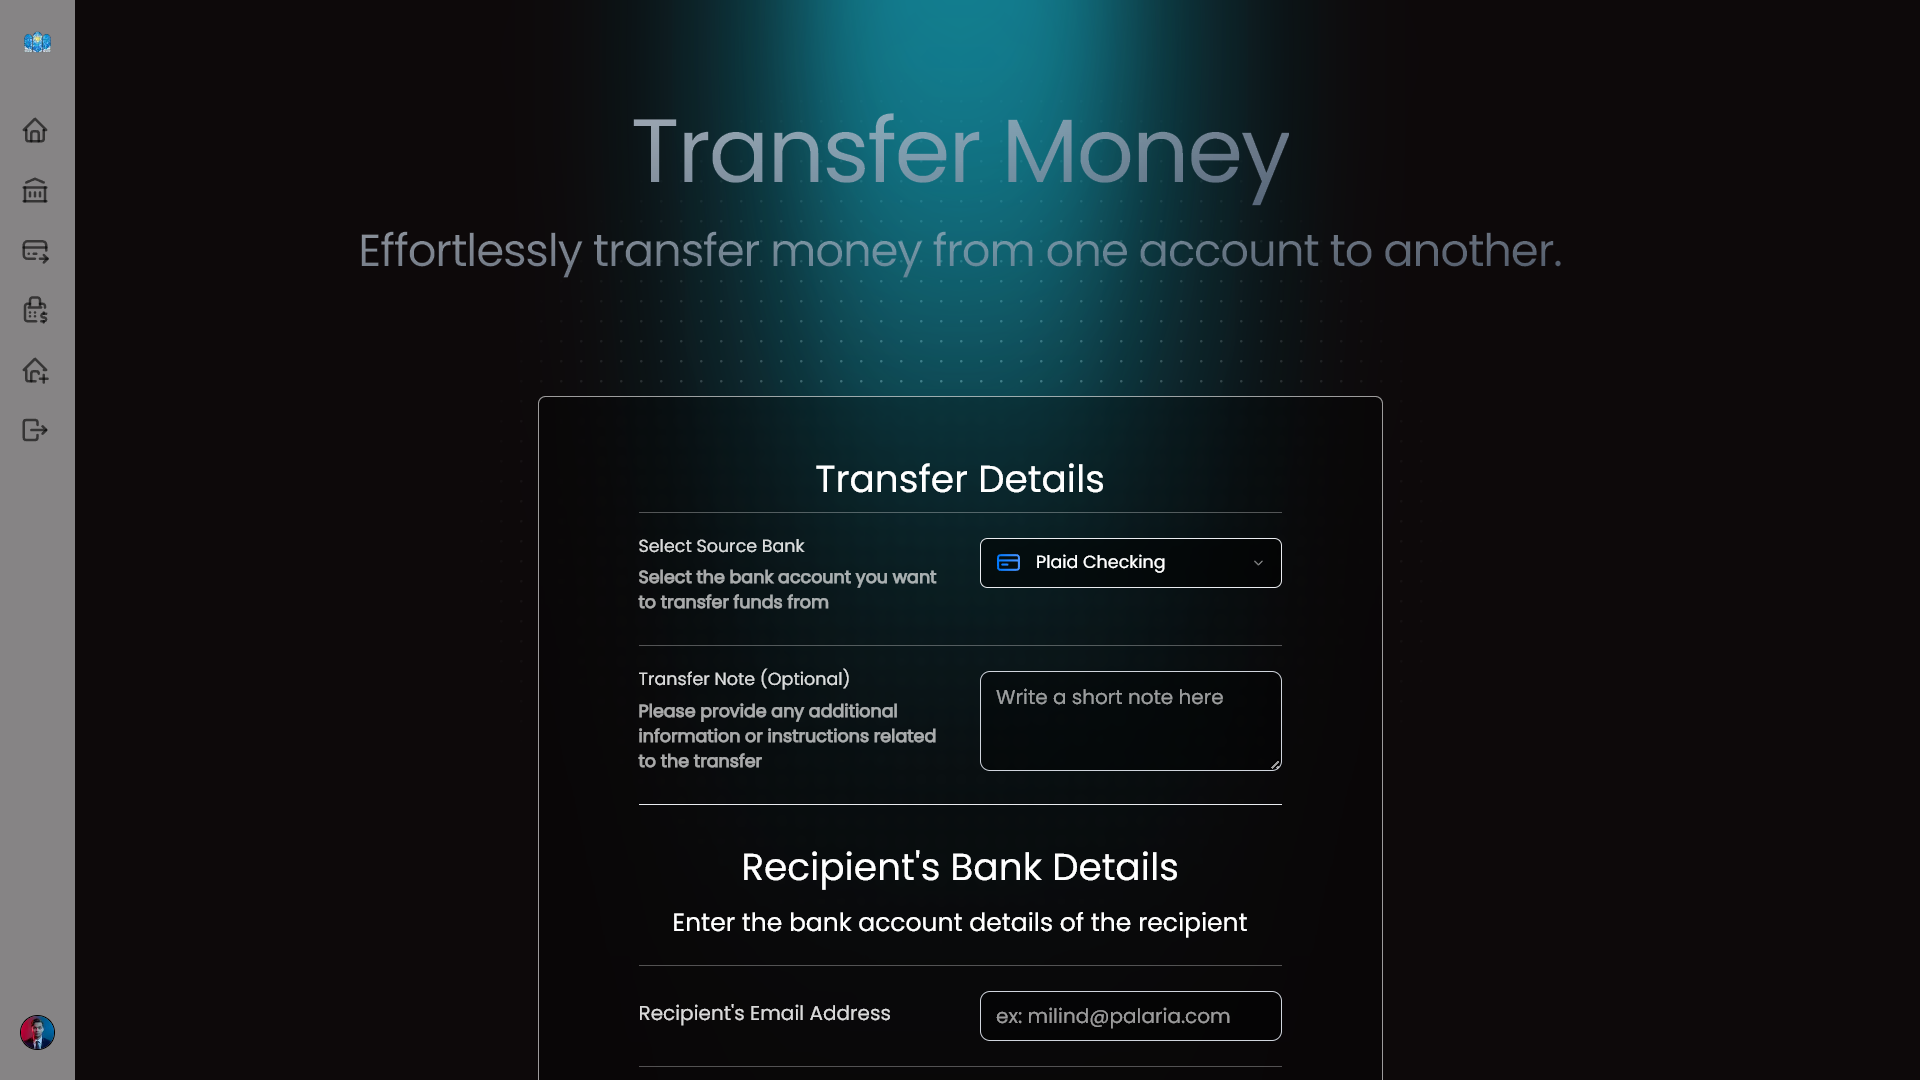 Transfer Money
Effortlessly transfer money from one account to another.
Transfer Details
Select Source Bank
Select the bank account you want
to transfer funds from
Plaid Checking
Transfer Note (Optional)
Please provide any additional
information or instructions related
to the transfer
Write a short note here
Recipient's Bank Details
Enter the bank account details of the recipient
Recipient's Email Address
ex: milind@palaria.com